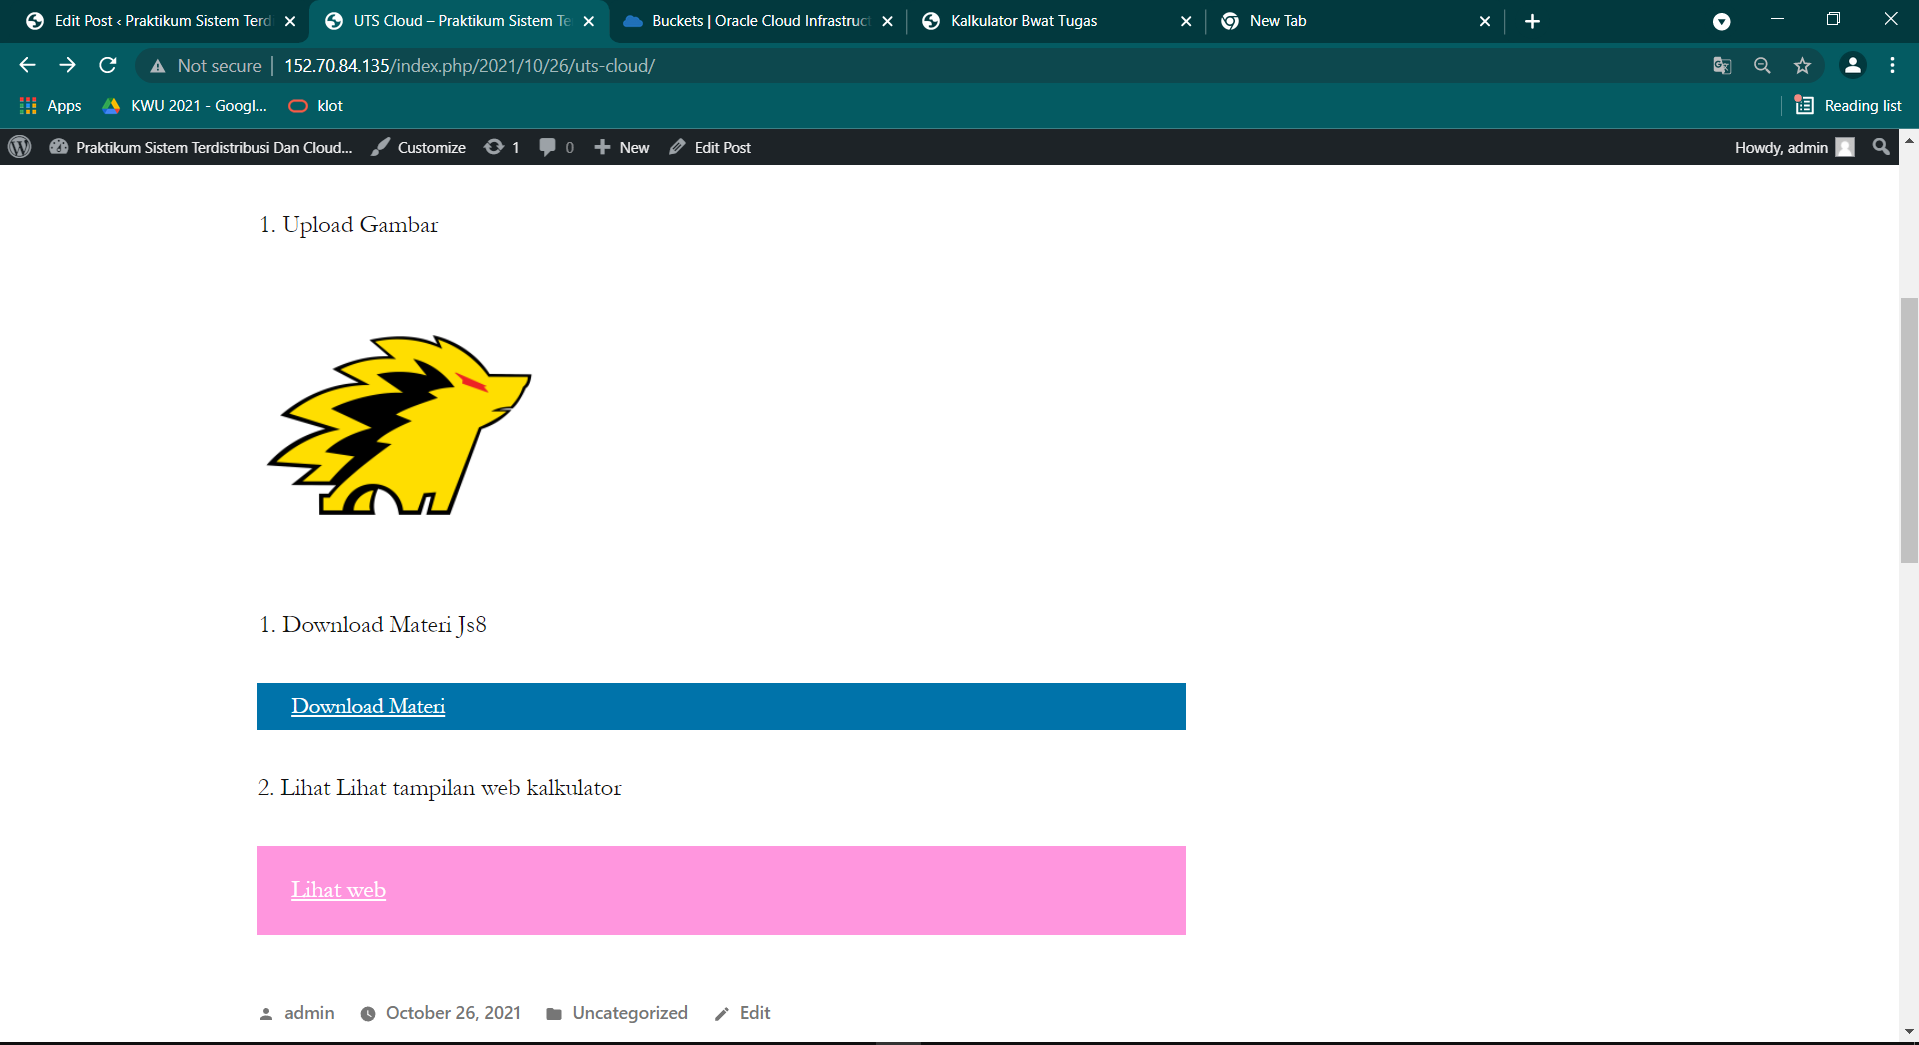 Edit Post ‹ Praktikum Sistem Terd
UTS Cloud – Praktikum Sistem Te
Buckets | Oracle Cloud Infrastruct
Kalkulator Bwat Tugas
New Tab
Not secure | 152.70.84.135/index.php/2021/10/26/uts-cloud/
Apps
KWU 2021 - Googl...
klot
Reading list
Praktikum Sistem Terdistribusi Dan Cloud...
Customize
1
0
New
Edit Post
Howdy, admin
1. Upload Gambar
1. Download Materi Js8
Download Materi
2. Lihat Lihat tampilan web kalkulator
Lihat web
admin
October 26, 2021
Uncategorized
Edit